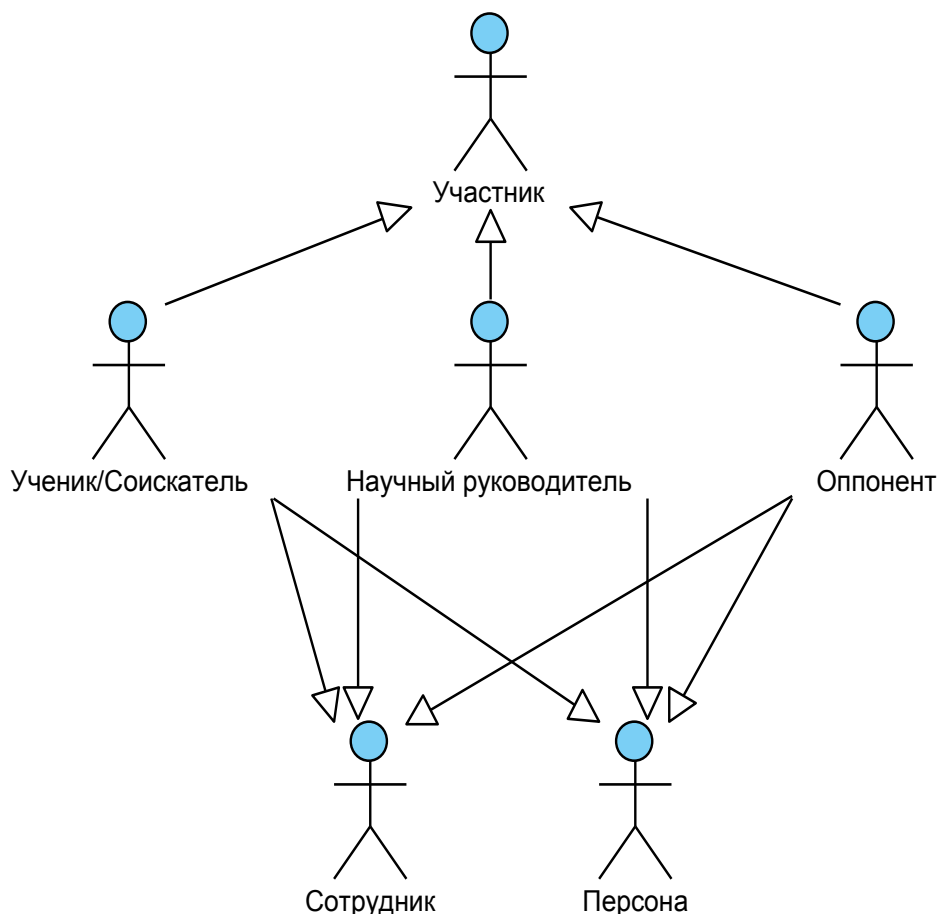 Участник
Ученик/Соискатель
Научный руководитель
Оппонент
Сотрудник
Персона